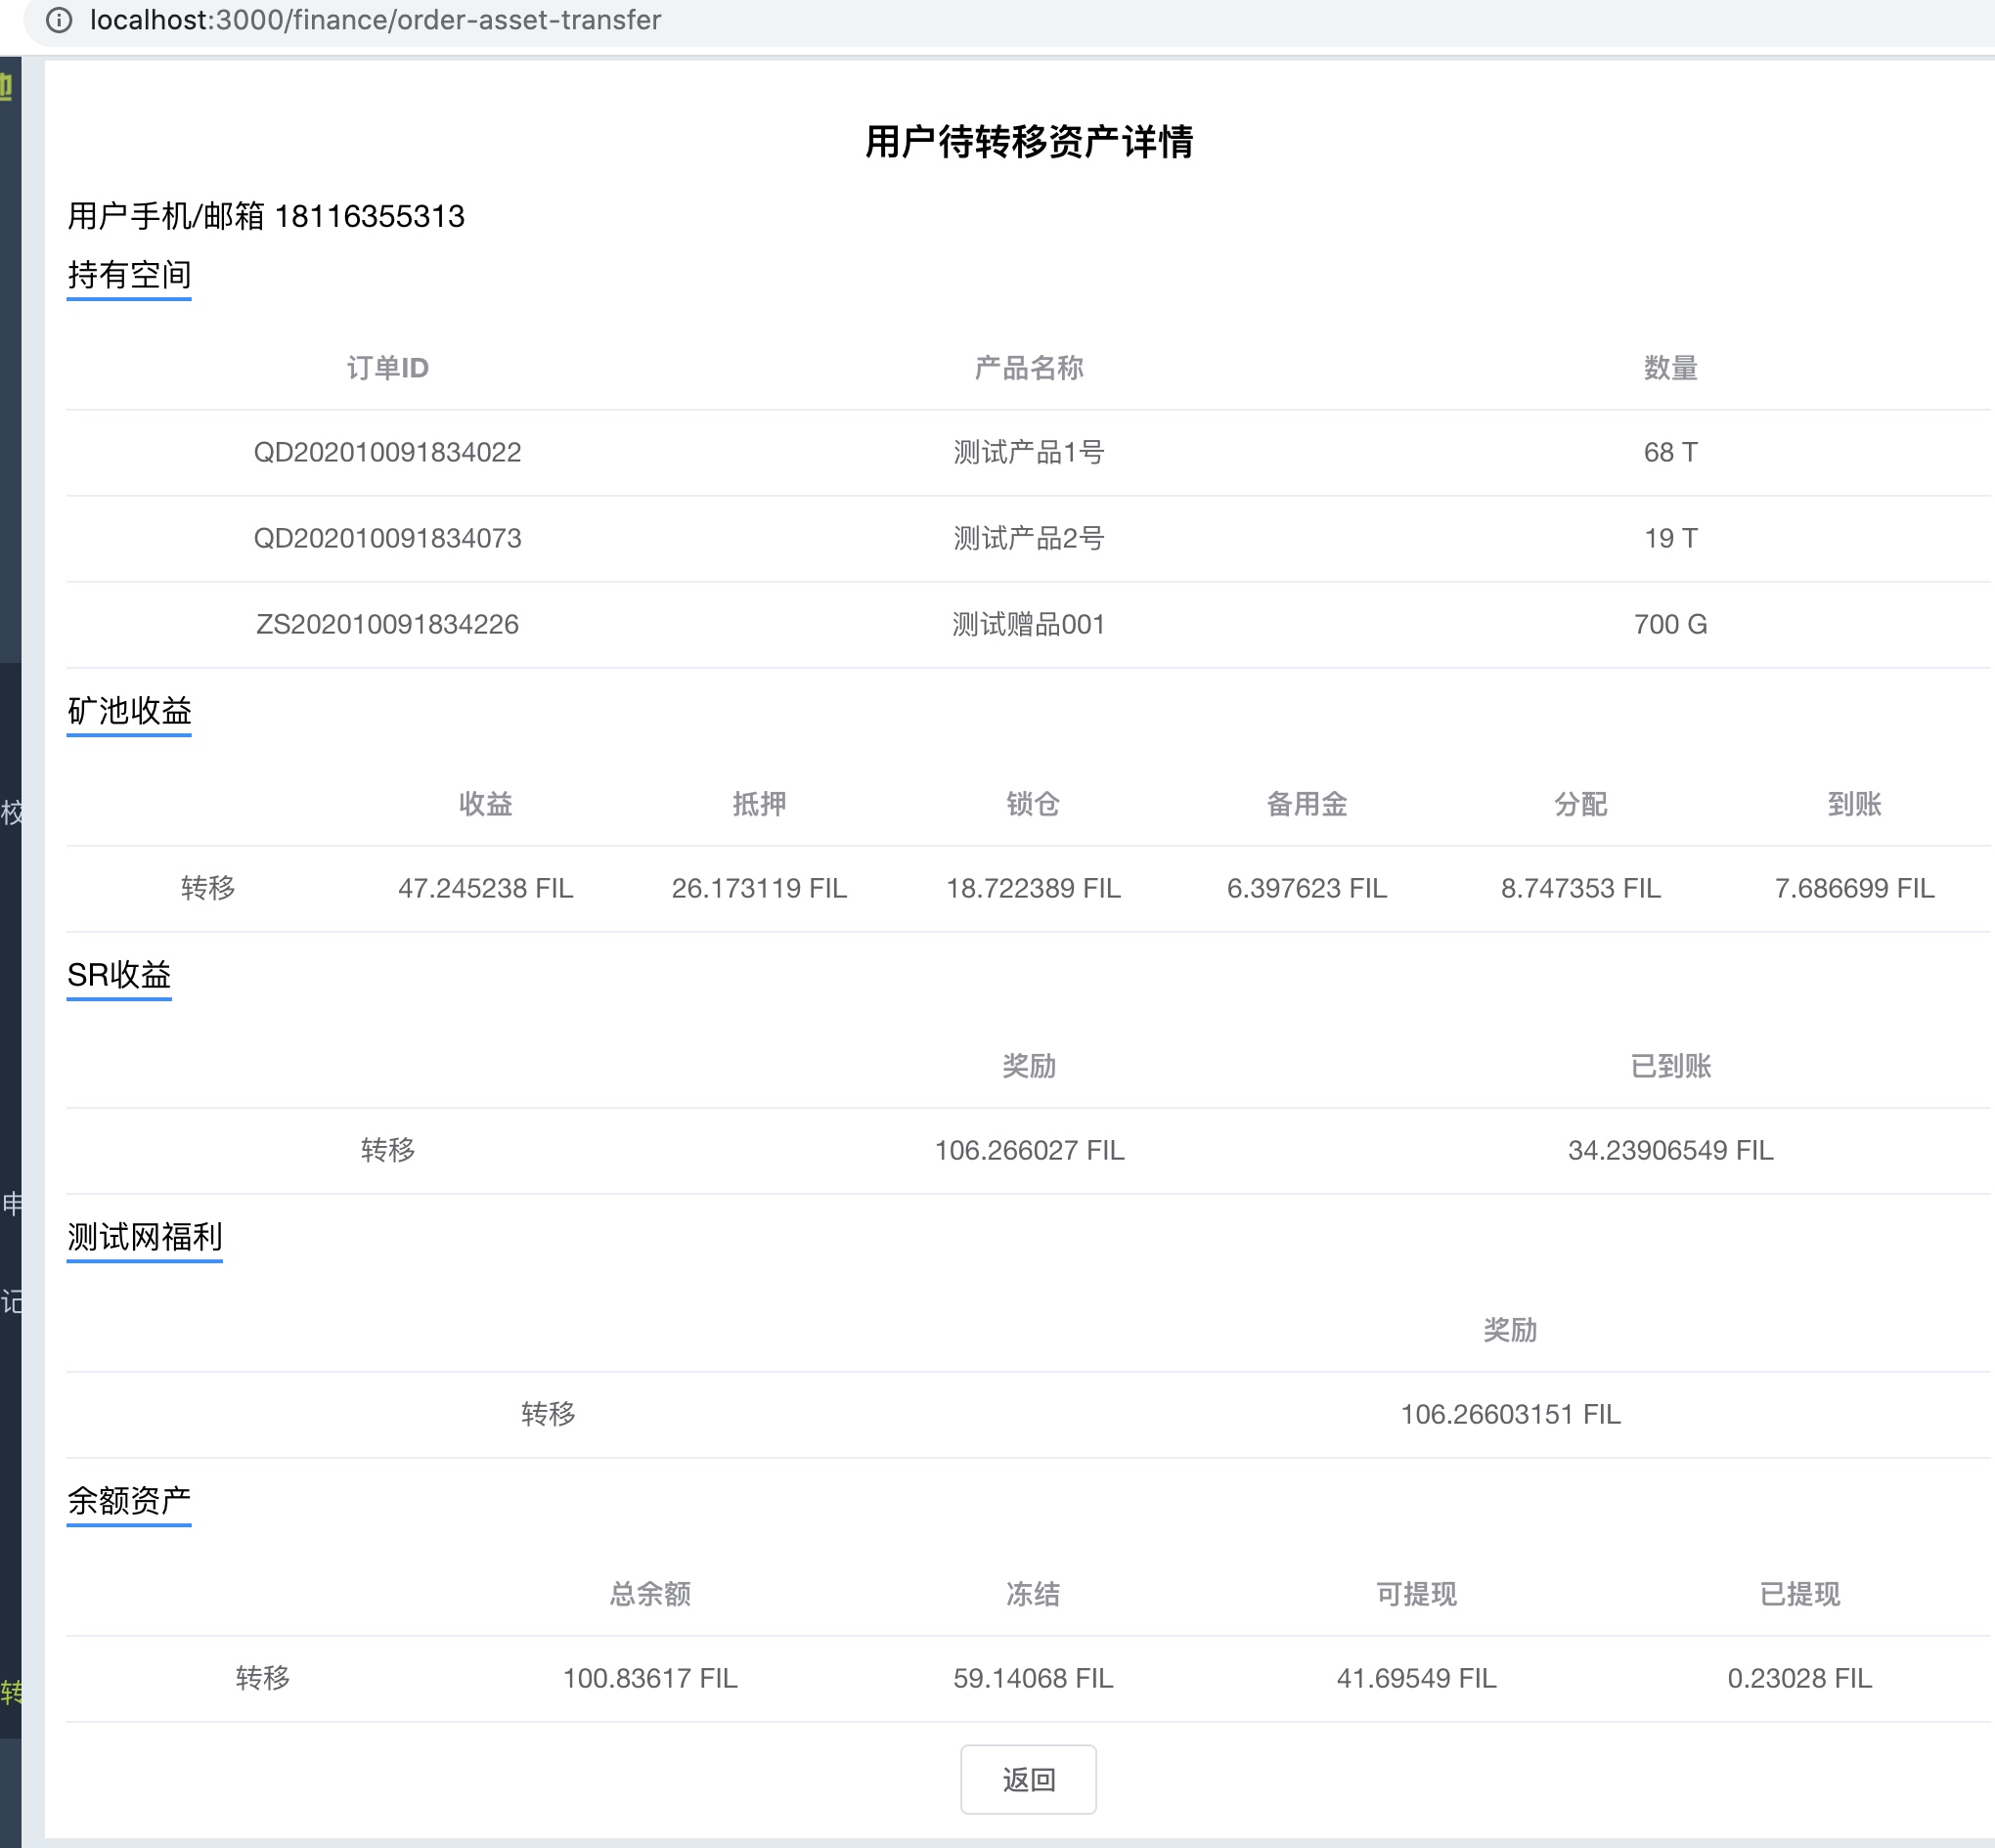 localhost:3000/finance/order-asset-transfer
用户待转移资产详情
用户手机/邮箱 18116355313
持有空间
订单ID 产品名称 数量
QD202010091834022 测试产品1号 68 T
QD202010091834073 测试产品2号 19 T
ZS202010091834226 测试赠品001 700 G
矿池收益
校
收益 抵押 锁仓 备用金 分配 到账
转移 47.245238 FIL 26.173119 FIL 18.722389 FIL 6.397623 FIL 8.747353 FIL 7.686699 FIL
SR收益
奖励 已到账
转移 106.266027 FIL 34.23906549 FIL
申
测试网福利
记
奖励
转移 106.26603151 FIL
余额资产
总余额 冻结 可提现 已提现
转移 100.83617 FIL 59.14068 FIL 41.69549 FIL 0.23028 FIL
转
返回